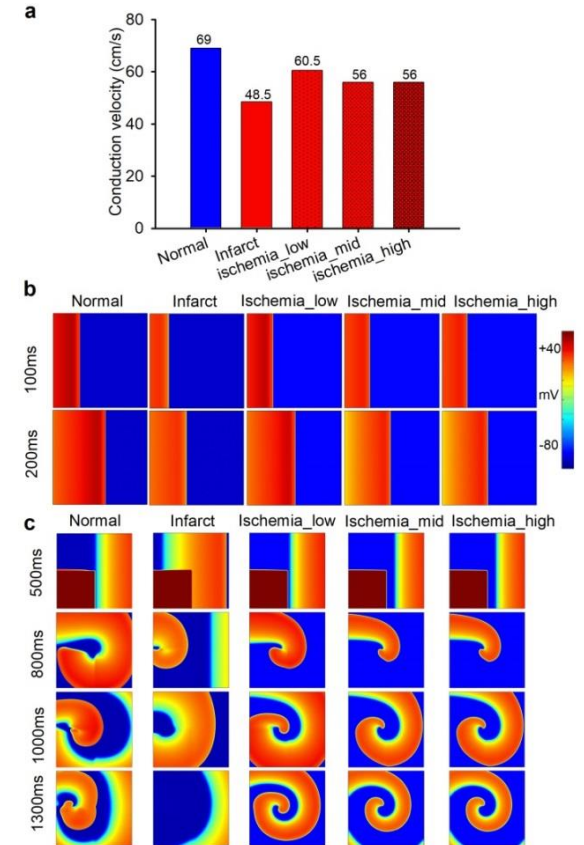 a
Conduction velocity (cm/s)
80
60
40
20
0
69
48.5
60.5
56
56
Normal
Infarct
ischemia_low
ischemia_mid
ischemia_high
b
Normal Infarct Ischemia_low Ischemia_mid Ischemia_high
100ms
200ms
+40
mV
-80
c
Normal Infarct Ischemia_low Ischemia_mid Ischemia_high
500ms
800ms
1000ms
1300ms